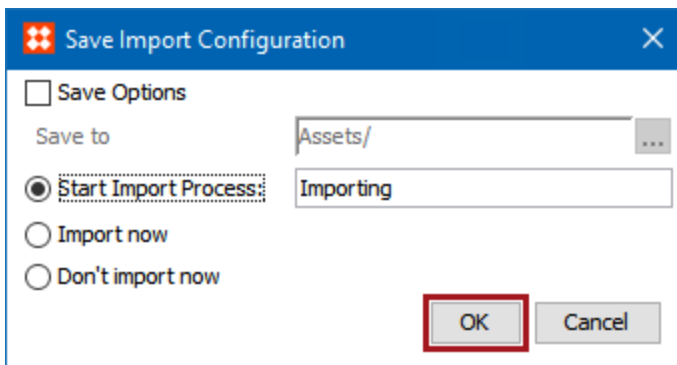 Save Import Configuration
Save Options
Save to Assets/ ...
Start Import Process: Importing
Import now
Don't import now
OK Cancel